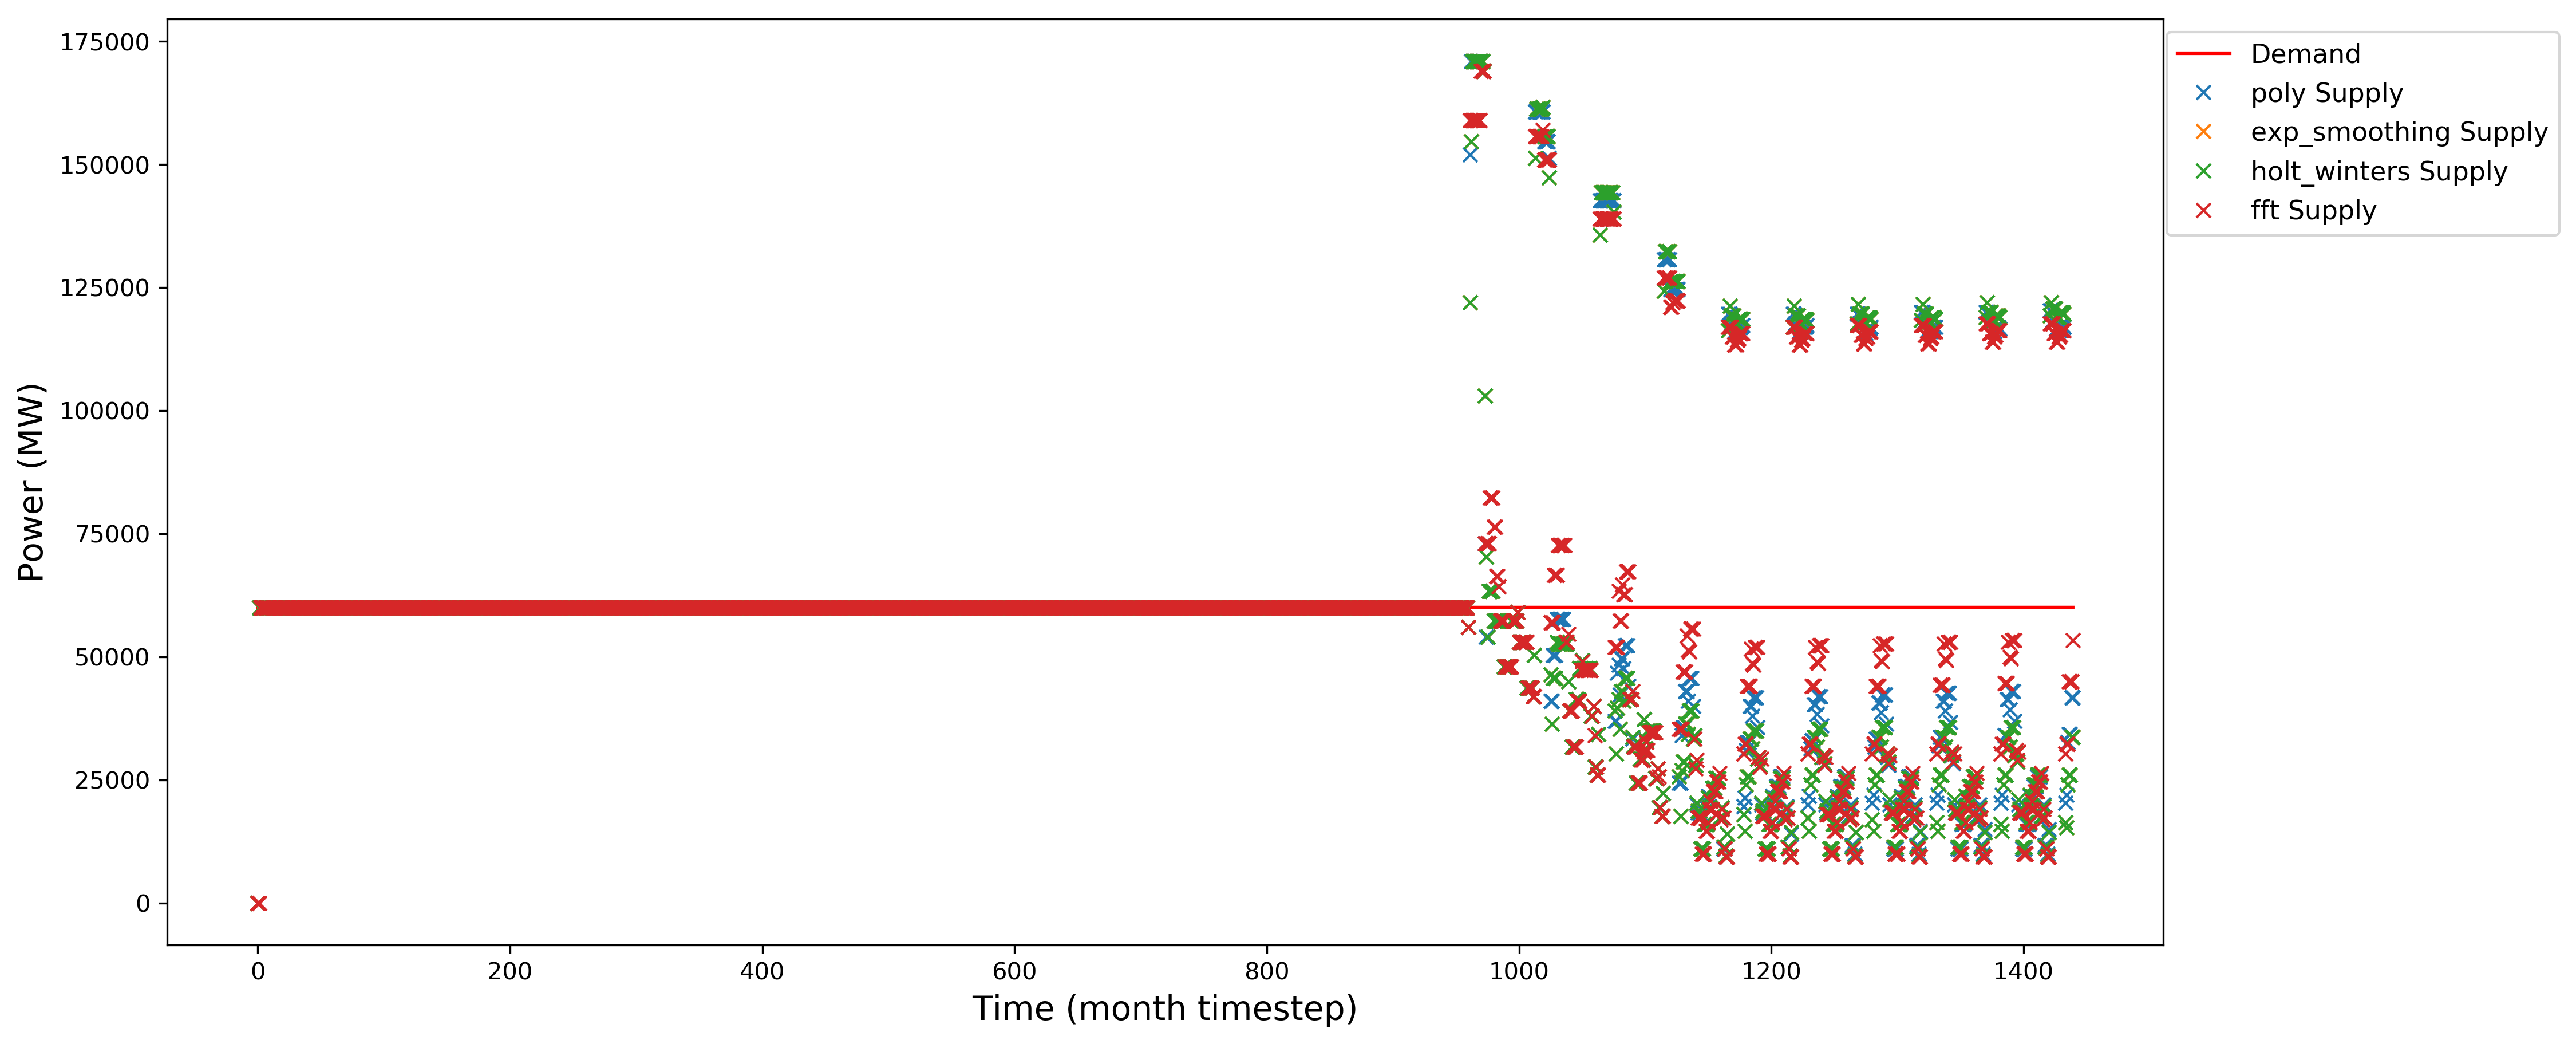 175000
150000
125000
100000
75000
50000
25000
0
Power (MW)
0 200 400 600 800 1000 1200 1400
Time (month timestep)
Demand
poly Supply
exp_smoothing Supply
holt_winters Supply
fft Supply